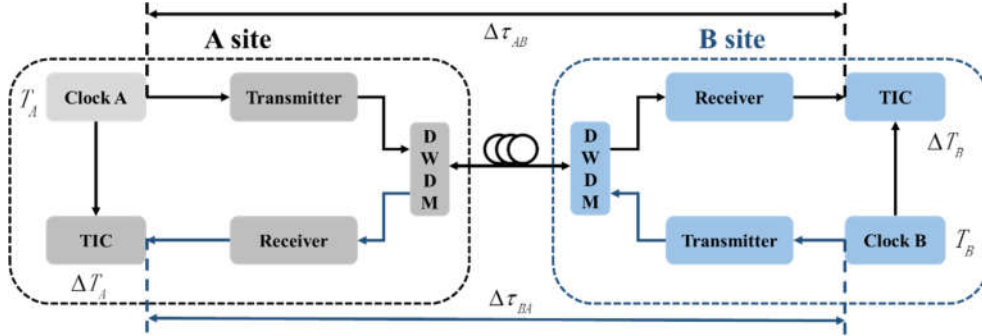 Δτ_AB
A site
B site
T_A
Clock A
Transmitter
Receiver
TIC
D
W
D
M
D
W
D
M
ΔT_B
TIC
Receiver
Transmitter
Clock B
T_B
ΔT_A
Δτ_BA